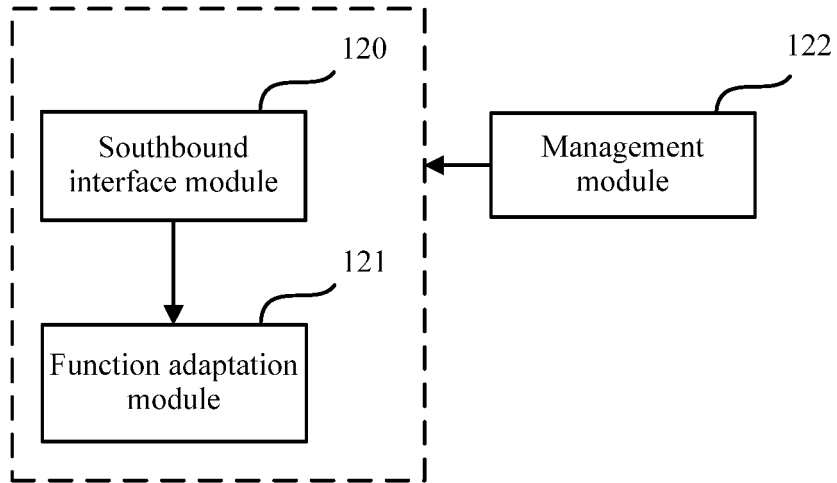 120
Southbound
interface module
121
Function adaptation
module
122
Management
module